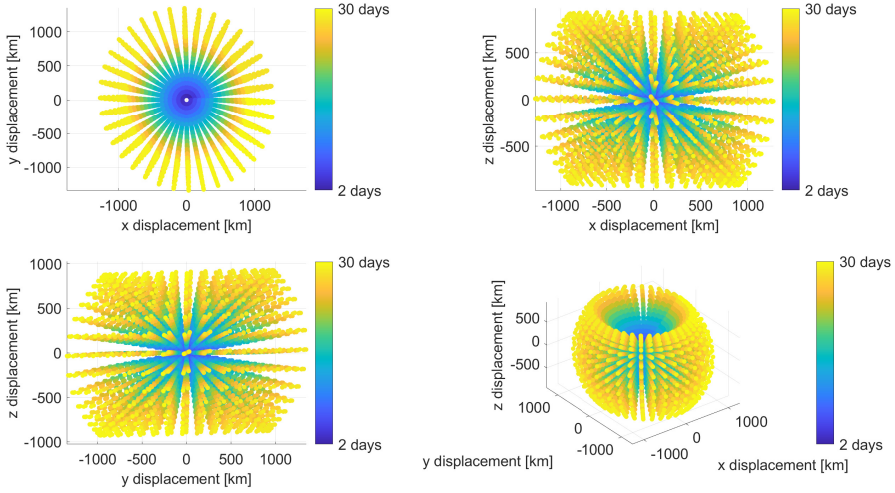 1000
500
0
-500
-1000
y displacement [km]
-1000 0 1000
x displacement [km]
30 days
2 days
500
0
-500
z displacement [km]
-1000 -500 0 500 1000
x displacement [km]
30 days
2 days
1000
500
0
-500
-1000
z displacement [km]
-1000 -500 0 500 1000
y displacement [km]
30 days
2 days
500
0
-500
z displacement [km]
1000
0
-1000
y displacement [km]
-1000
0
1000
x displacement [km]
30 days
2 days